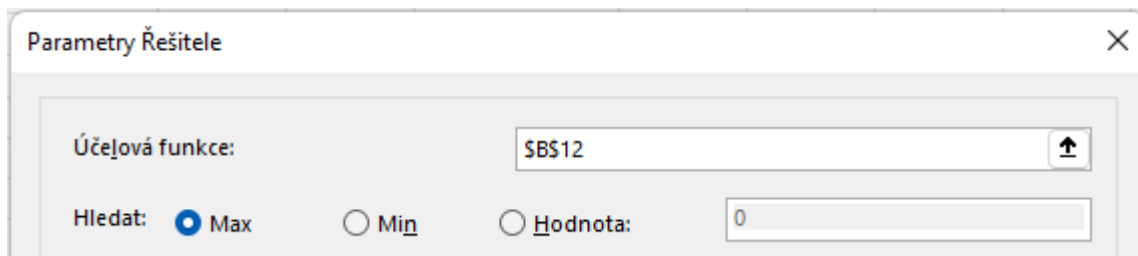 Parametry Řešitele
Účelová funkce: $B$12
Hledat: Max Min Hodnota: 0